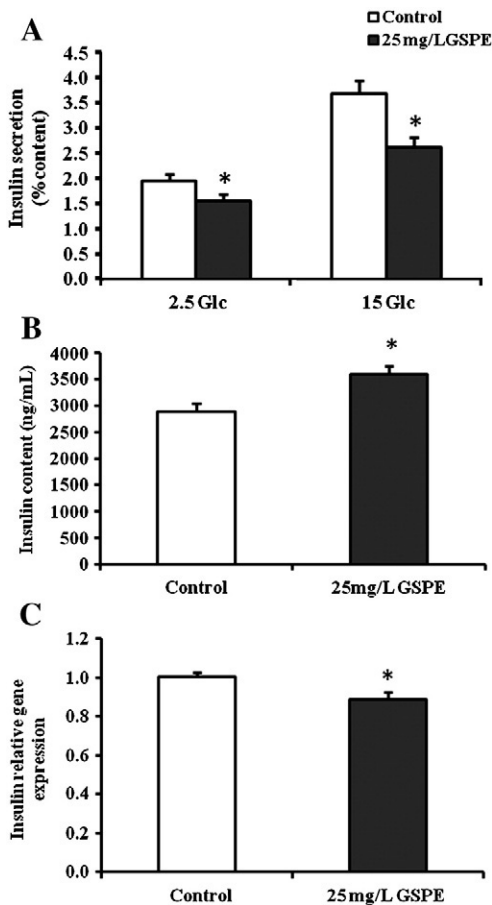 A
Control
25mg/LGSPE
Insulin secretion
(%content)
4.5
4.0
3.5
3.0
2.5
2.0
1.5
1.0
0.5
0.0
*
*
2.5 Glc
15 Glc
B
Insulin content (ng/mL)
4000
3500
3000
2500
2000
1500
1000
500
0
*
Control
25mg/L GSPE
C
Insulin relative gene
expression
1.2
1.0
0.8
0.6
0.4
0.2
0.0
*
Control
25mg/L GSPE